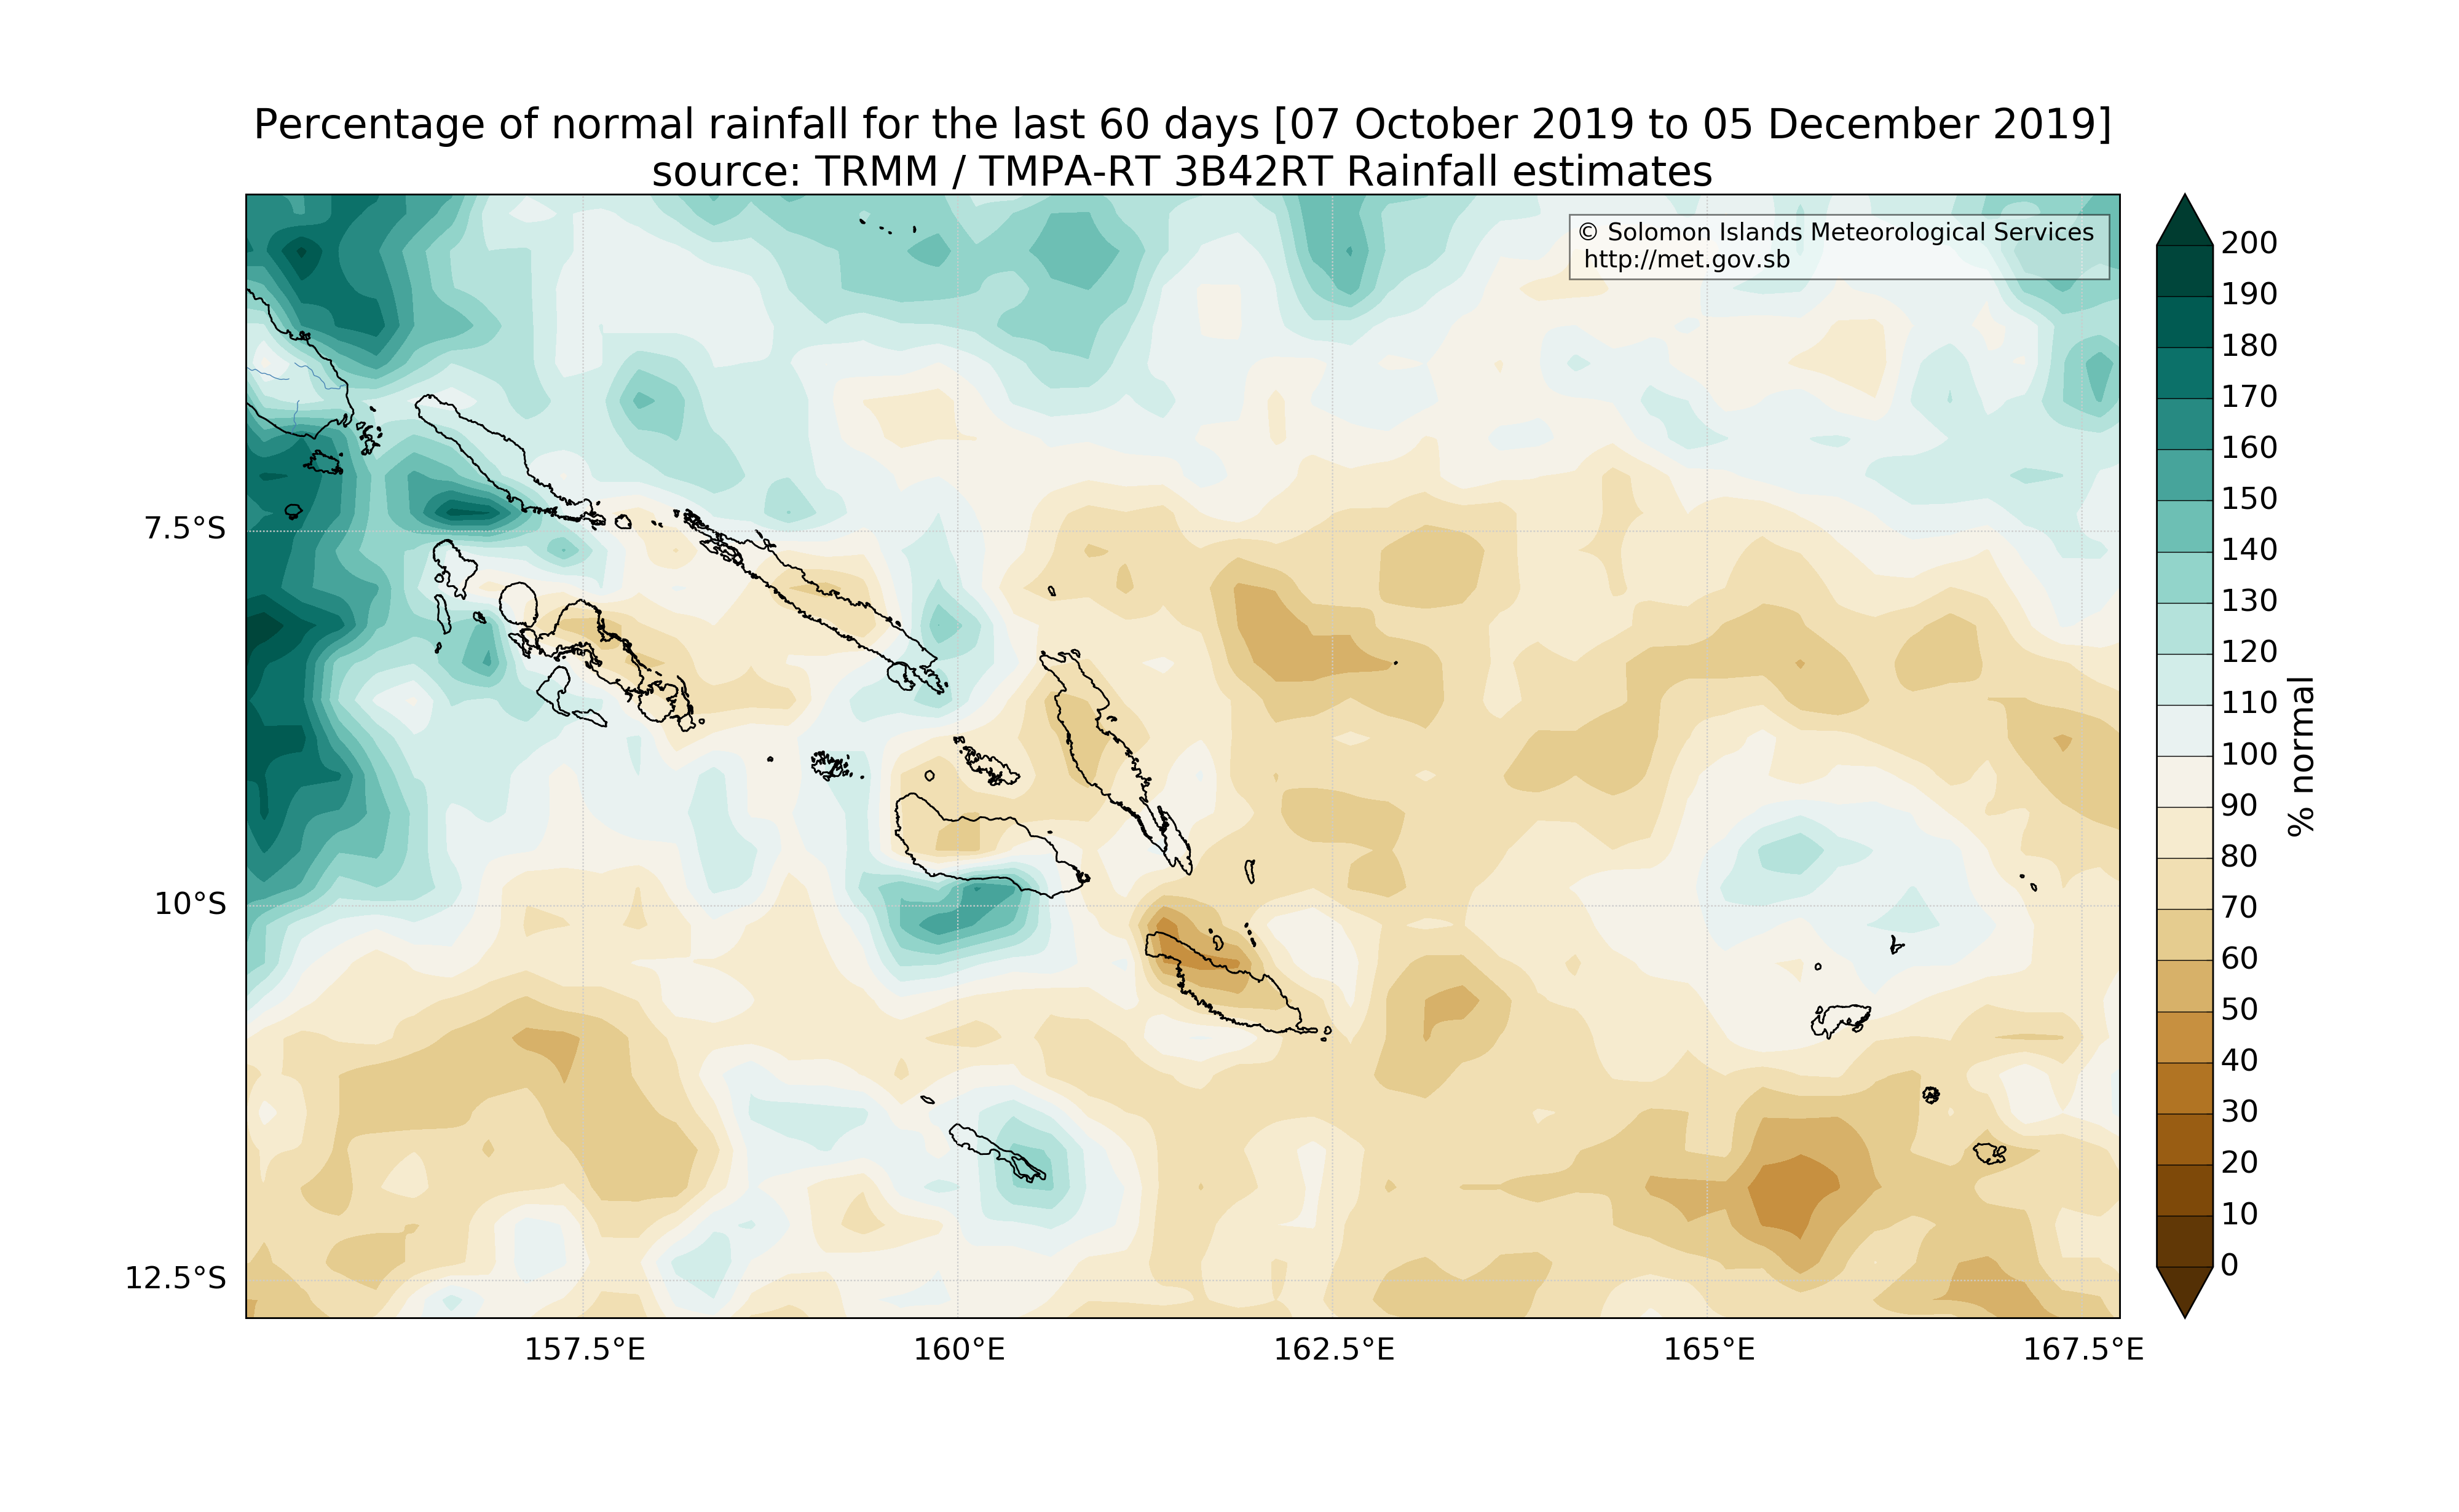 Percentage of normal rainfall for the last 60 days [07 October 2019 to 05 December 2019]
source: TRMM / TMPA-RT 3B42RT Rainfall estimates
© Solomon Islands Meteorological Services
http://met.gov.sb
7.5°S
10°S
12.5°S
157.5°E
160°E
162.5°E
165°E
167.5°E
200
190
180
170
160
150
140
130
120
110
100
90
80
70
60
50
40
30
20
10
0
% normal